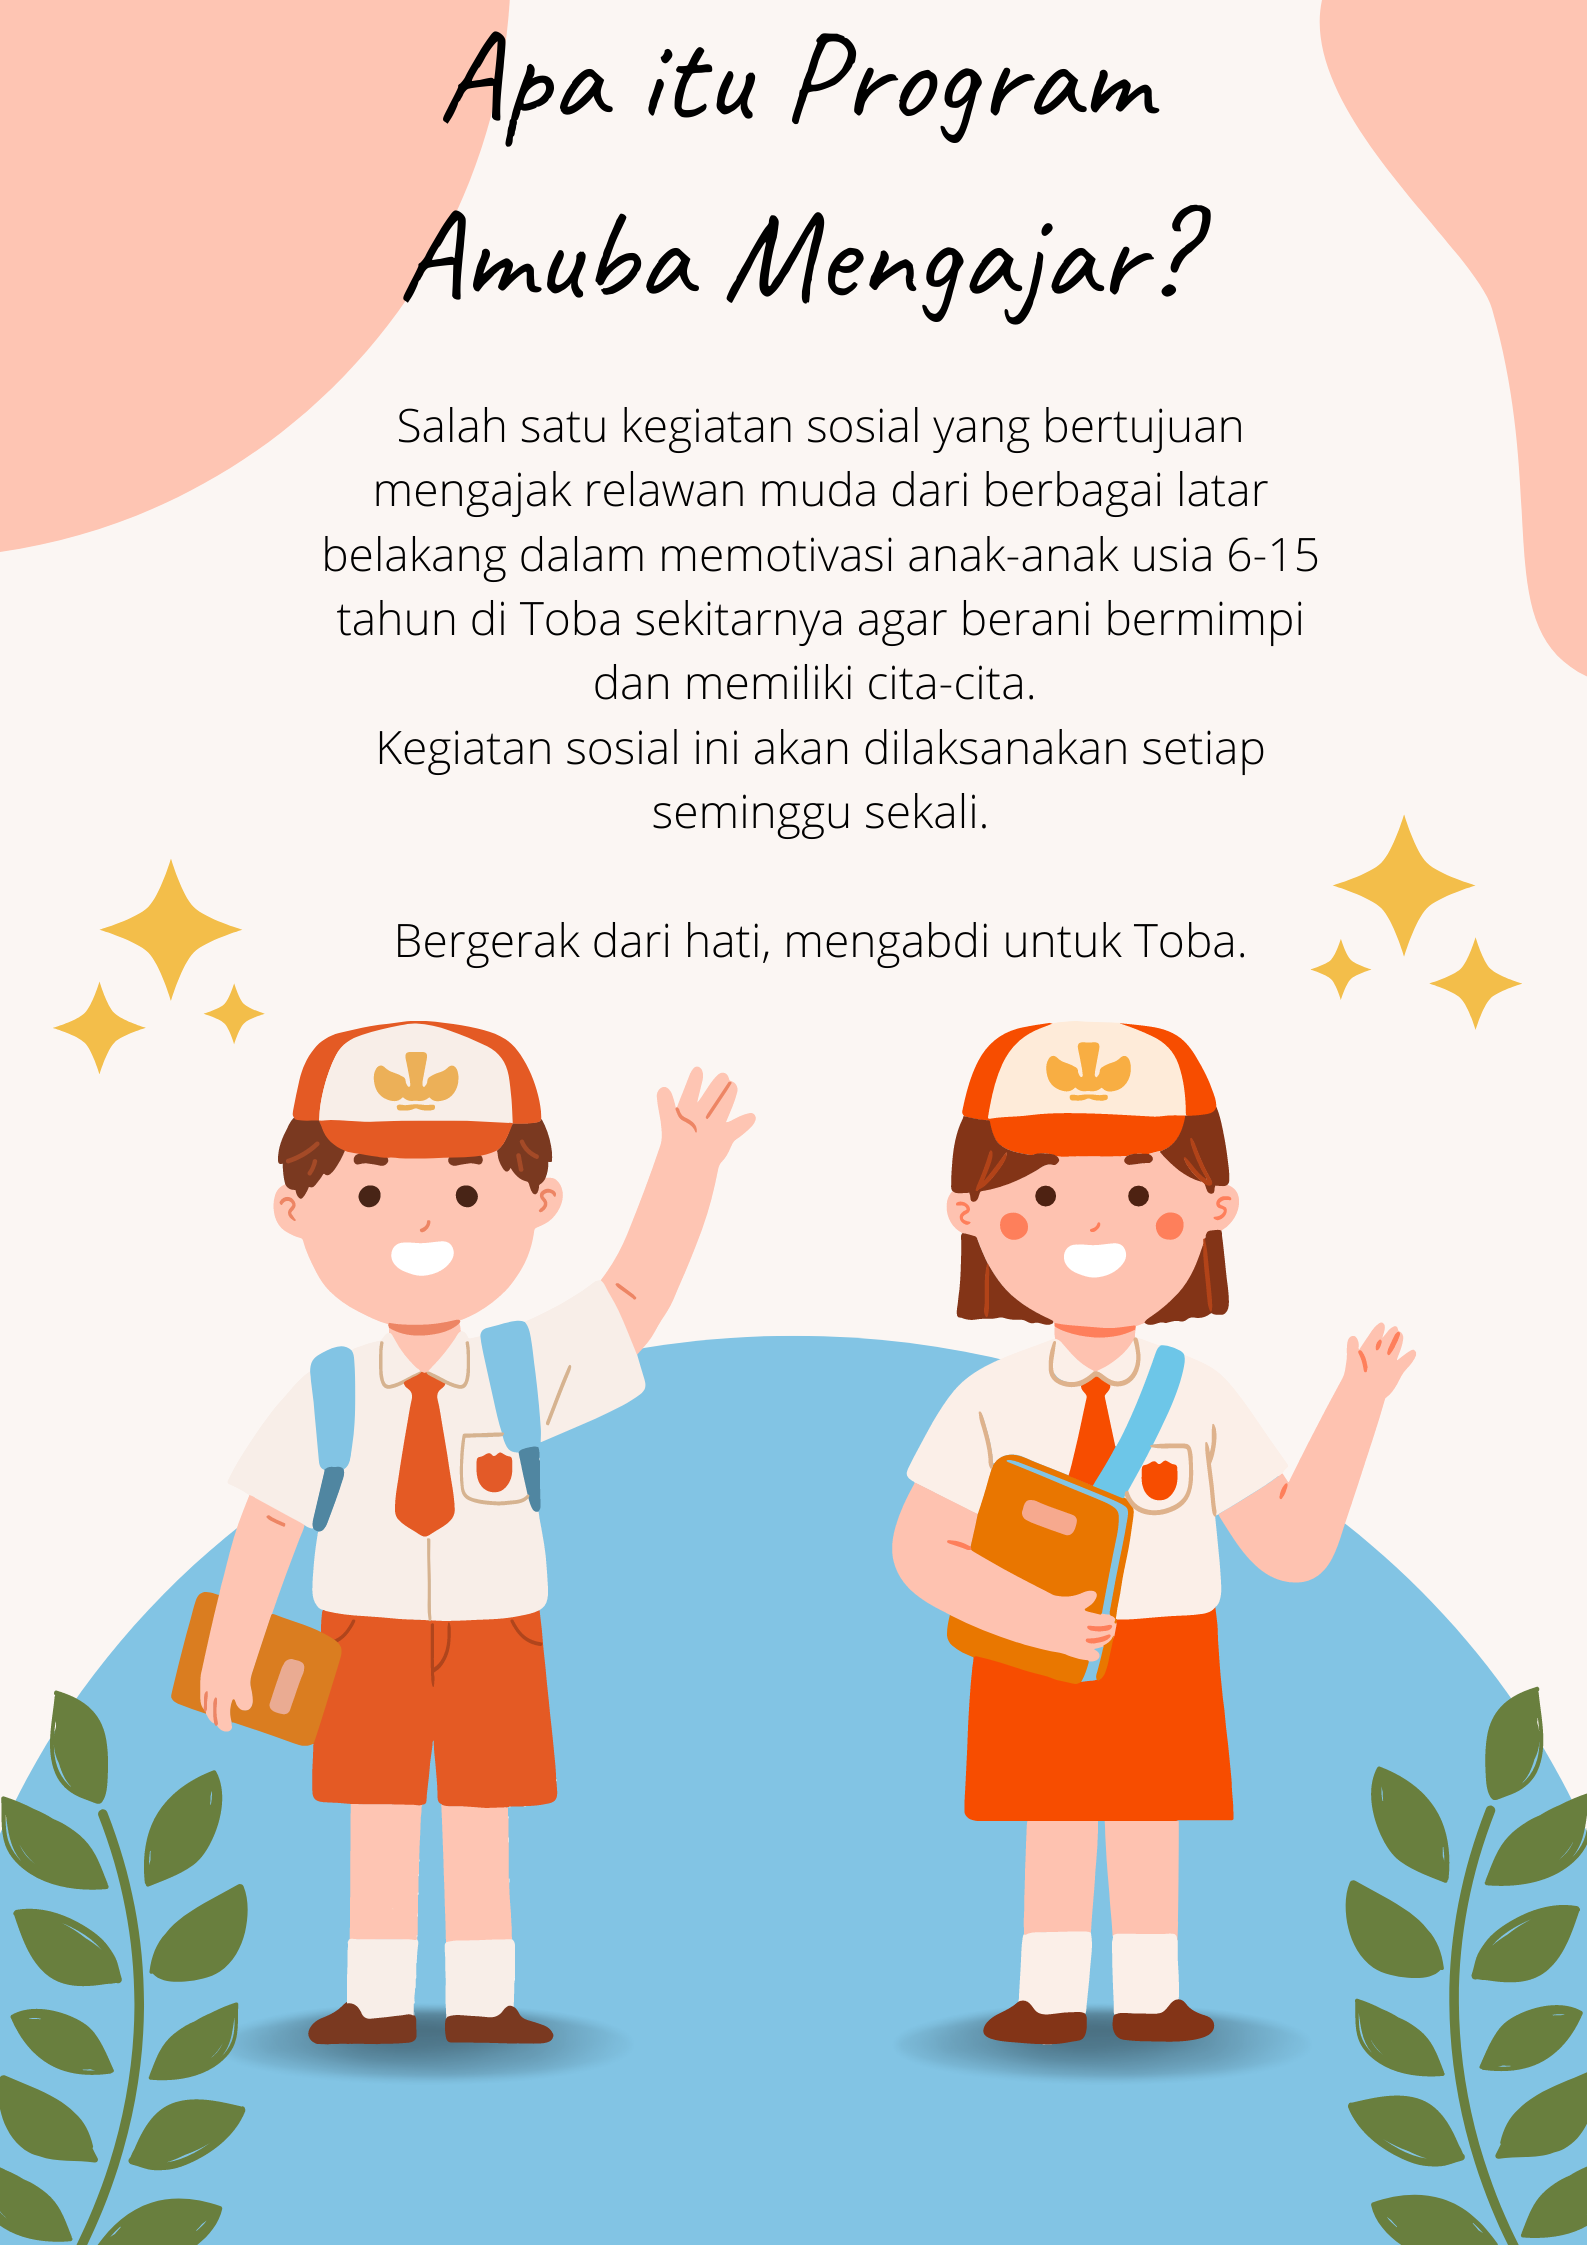 Apa itu Program
Amuba Mengajar?
Salah satu kegiatan sosial yang bertujuan
mengajak relawan muda dari berbagai latar
belakang dalam memotivasi anak-anak usia 6-15
tahun di Toba sekitarnya agar berani bermimpi
dan memiliki cita-cita.
Kegiatan sosial ini akan dilaksanakan setiap
seminggu sekali.
Bergerak dari hati, mengabdi untuk Toba.